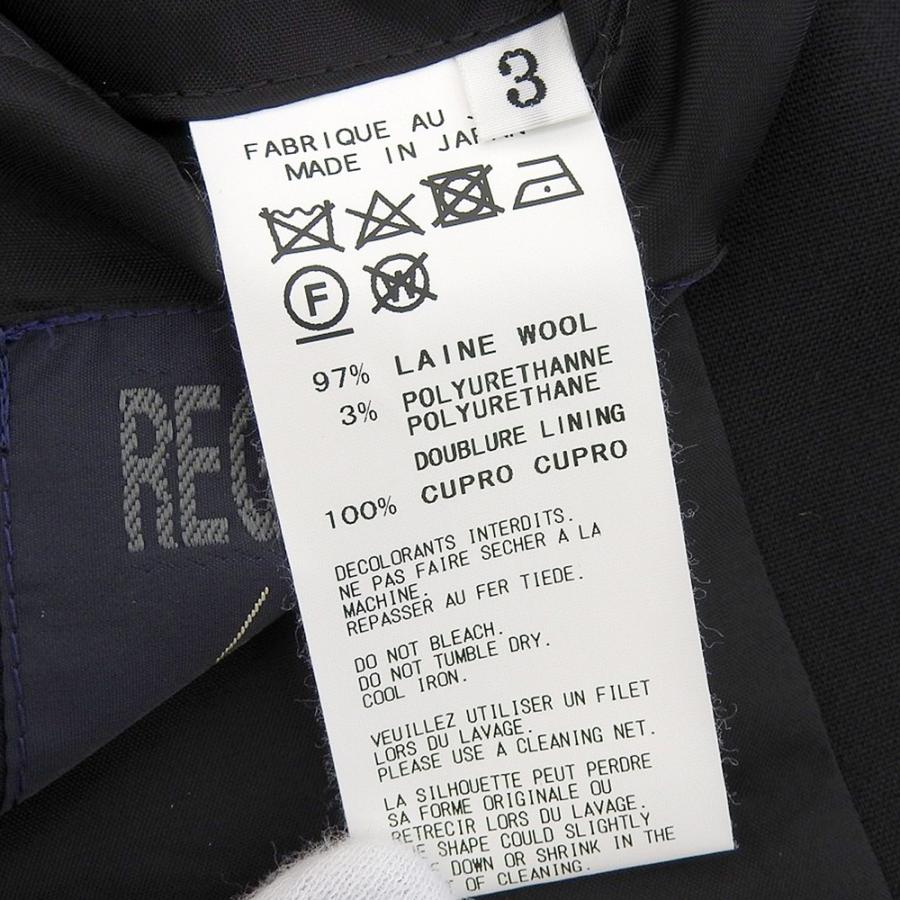 3
FABRIQUE AU
MADE IN JAPAN
F
W
97% LAINE WOOL
3% POLYURETHANNE
POLYURETHANE
DOUBLURE LINING
100% CUPRO CUPRO
DECOLORANTS INTERDITS.
NE PAS FAIRE SECHER A LA
MACHINE.
REPASSER AU FER TIEDE.
DO NOT BLEACH.
DO NOT TUMBLE DRY.
COOL IRON.
VEUILLEZ UTILISER UN FILET
LORS DU LAVAGE.
PLEASE USE A CLEANING NET.
LA SILHOUETTE PEUT PERDRE
SA FORME ORIGINALE OU
RETRECIR LORS DU LAVAGE.
SHAPE COULD SLIGHTLY
DOWN OR SHRINK IN THE
OF CLEANING.
REG